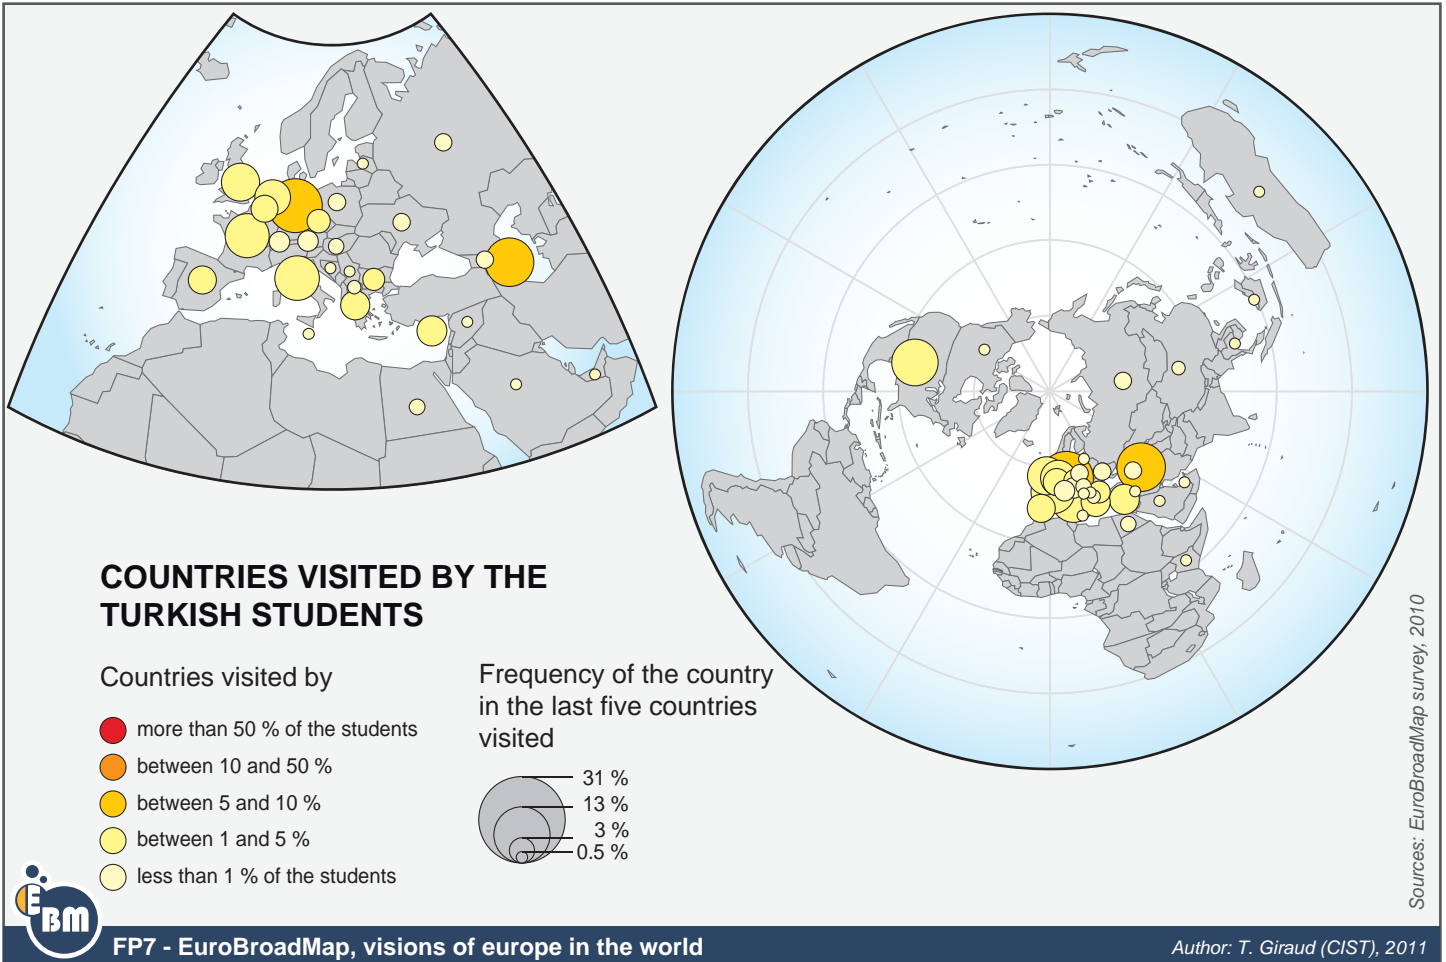 COUNTRIES VISITED BY THE
TURKISH STUDENTS
Countries visited by
more than 50 % of the students
between 10 and 50 %
between 5 and 10 %
between 1 and 5 %
less than 1 % of the students
Frequency of the country
in the last five countries
visited
31 %
13 %
3 %
0.5 %
Sources: EuroBroadMap survey, 2010
EBM
FP7 - EuroBroadMap, visions of europe in the world
Author: T. Giraud (CIST), 2011